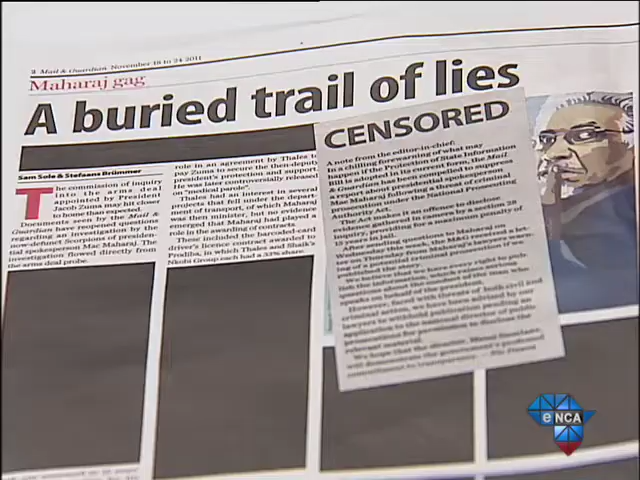 2 Mail & Guardian November 18 to 24 2011
Maharaj gag
A buried trail of lies
Sam Sole & Stefaans Brümmer
The commission of inquiry
into the arms deal
appointed by President
Jacob Zuma may hit closer
to home than expected.
Documents seen by the Mail &
Guardian have reopened questions
regarding an investigation by the
now-defunct Scorpions of presiden-
tial spokesperson Mac Maharaj. The
investigation flowed directly from
the arms deal probe.
role in an agreement by Thales to
pay Zuma to secure the then-deputy
president's protection and support.
He was later controversially released
on "medical parole".
Thales had an interest in several
projects that fell under the depart-
ment of transport, of which Maharaj
was then minister, but no evidence
emerged that Maharaj had played a
role in the awarding of contracts.
These included the barcoded-card
driver's licence contract awarded to
Prodiba, in which Thales and Shaik's
Nkobi Group each had a 33% share.
CENSORED
A note from the editor-in-chief
In a chilling forewarning of what may
happen if the Protection of State Information
Bill is adopted in its current form, the Mail
& Guardian has been compelled to suppress
a report about presidential spokesperson
Mac Maharaj following a threat of criminal
prosecution under the National Prosecuting
Authority Act.
The Act makes it an offence to disclose
evidence gathered in camera by a section 28
inquiry, providing for a maximum penalty of
15 years in jail.
After sending questions to Maharaj on
Wednesday this week, the M&G received a let-
ter on Thursday from Maharaj's lawyers warn-
ing of a potential criminal prosecution if we
published the story.
We believe that we have every right to pub-
lish the information, which raises serious
questions about the conduct of the man who
speaks on behalf of the president.
However, faced with threats of both civil and
criminal action, we have been advised by our
lawyers to withhold publication pending an
application to the national director of public
prosecutions for permission to disclose the
relevant material.
We hope that the director,
eNCA